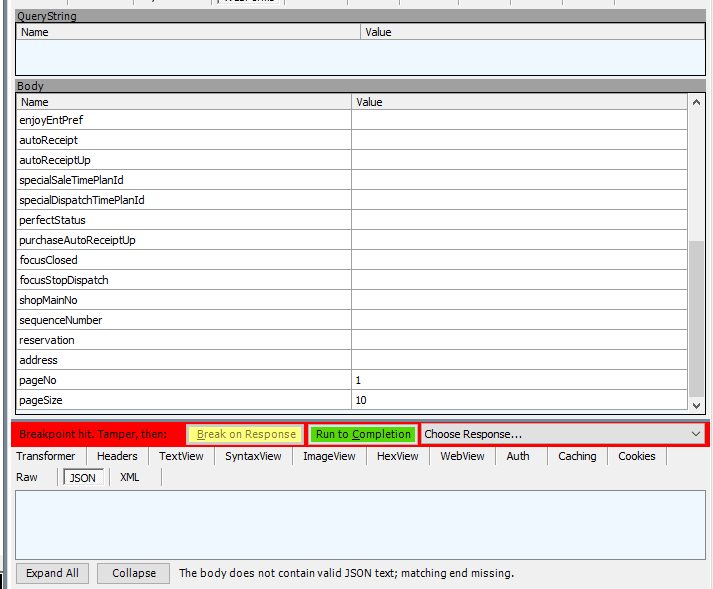 QueryString
Name Value
Body
Name Value
enjoyEntPref
autoReceipt
autoReceiptUp
specialSaleTimePlanId
specialDispatchTimePlanId
perfectStatus
purchaseAutoReceiptUp
focusClosed
focusStopDispatch
shopMainNo
sequenceNumber
reservation
address
pageNo 1
pageSize 10
Breakpoint hit. Tamper, then: Break on Response Run to Completion Choose Response...
Transformer Headers TextView SyntaxView ImageView HexView WebView Auth Caching Cookies
Raw JSON XML
Expand All Collapse The body does not contain valid JSON text; matching end missing.